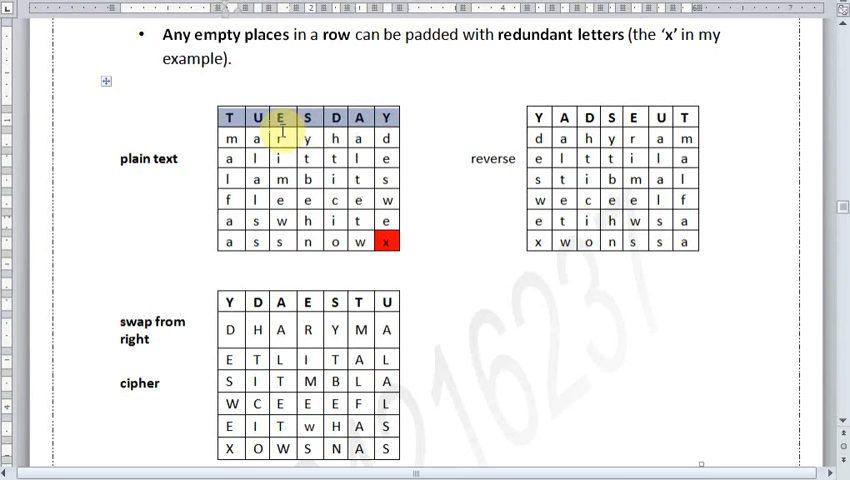 • Any empty places in a row can be padded with redundant letters (the 'x' in my
example).
T U E S D A Y
m a r y h a d
plain text a l i t t l e
l a m b i t s
f l e e c e w
a s w h i t e
a s s n o w x
Y A D S E U T
d a h y r a m
reverse e l t t i l a
s t i b m a l
w e c e e l f
e t i h w s a
x w o n s s a
Y D A E S T U
swap from
right
D H A R Y M A
E T L I T A L
cipher S I T M B L A
W C E E E F L
E I T w H A S
X O W S N A S